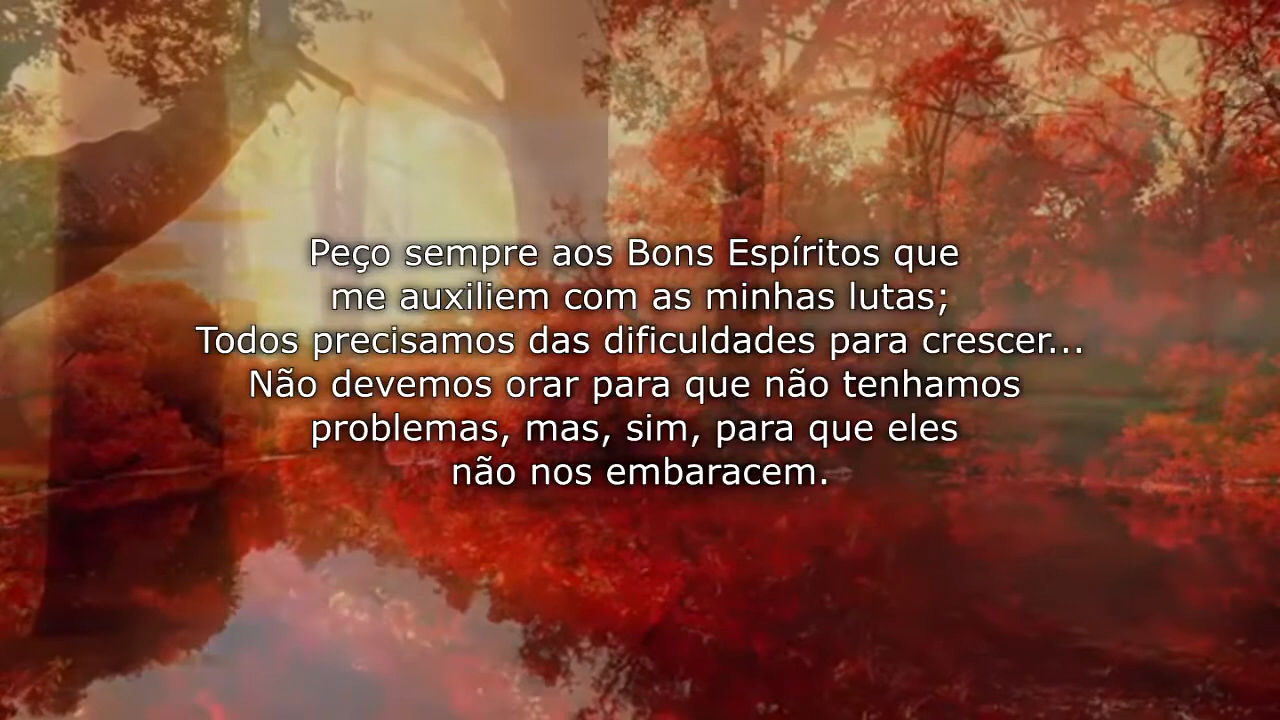 Peço sempre aos Bons Espíritos que
me auxiliem com as minhas lutas;
Todos precisamos das dificuldades para crescer...
Não devemos orar para que não tenhamos
problemas, mas, sim, para que eles
não nos embaracem.